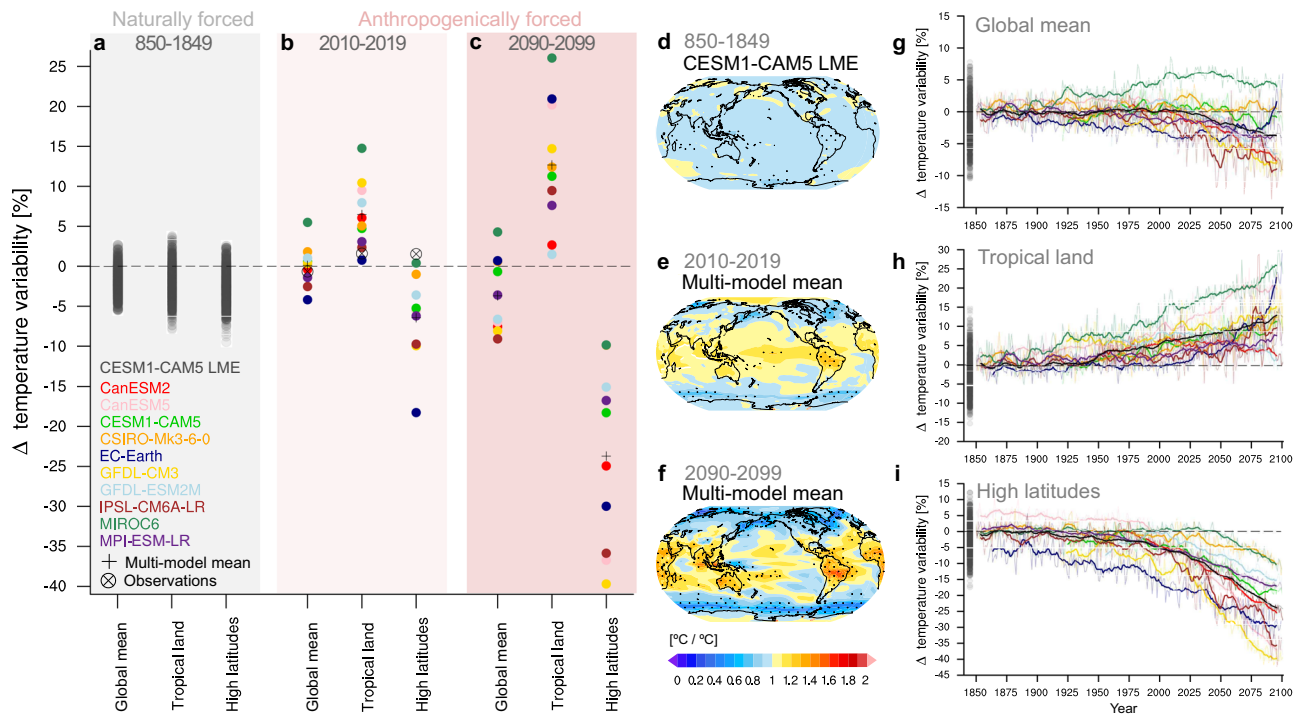 Naturally forced
Anthropogenically forced
a
850-1849
b
2010-2019
c
2090-2099
Δ temperature variability [%]
25
20
15
10
5
0
-5
-10
-15
-20
-25
-30
-35
-40
CESM1-CAM5 LME
CanESM2
CanESM5
CESM1-CAM5
CSIRO-Mk3-6-0
EC-Earth
GFDL-CM3
GFDL-ESM2M
IPSL-CM6A-LR
MIROC6
MPI-ESM-LR
Multi-model mean
Observations
Global mean
Tropical land
High latitudes
Global mean
Tropical land
High latitudes
Global mean
Tropical land
High latitudes
d
850-1849
CESM1-CAM5 LME
e
2010-2019
Multi-model mean
f
2090-2099
Multi-model mean
[°C / °C]
0 0.2 0.4 0.6 0.8 1 1.2 1.4 1.6 1.8 2
g
Global mean
Δ temperature variability [%]
15
10
5
0
-5
-10
-15
1850 1875 1900 1925 1950 1975 2000 2025 2050 2075 2100
h
Tropical land
Δ temperature variability [%]
30
25
20
15
10
5
0
-5
-10
-15
-20
1850 1875 1900 1925 1950 1975 2000 2025 2050 2075 2100
i
High latitudes
Δ temperature variability [%]
15
10
5
0
-5
-10
-15
-20
-25
-30
-35
-40
-45
1850 1875 1900 1925 1950 1975 2000 2025 2050 2075 2100
Year